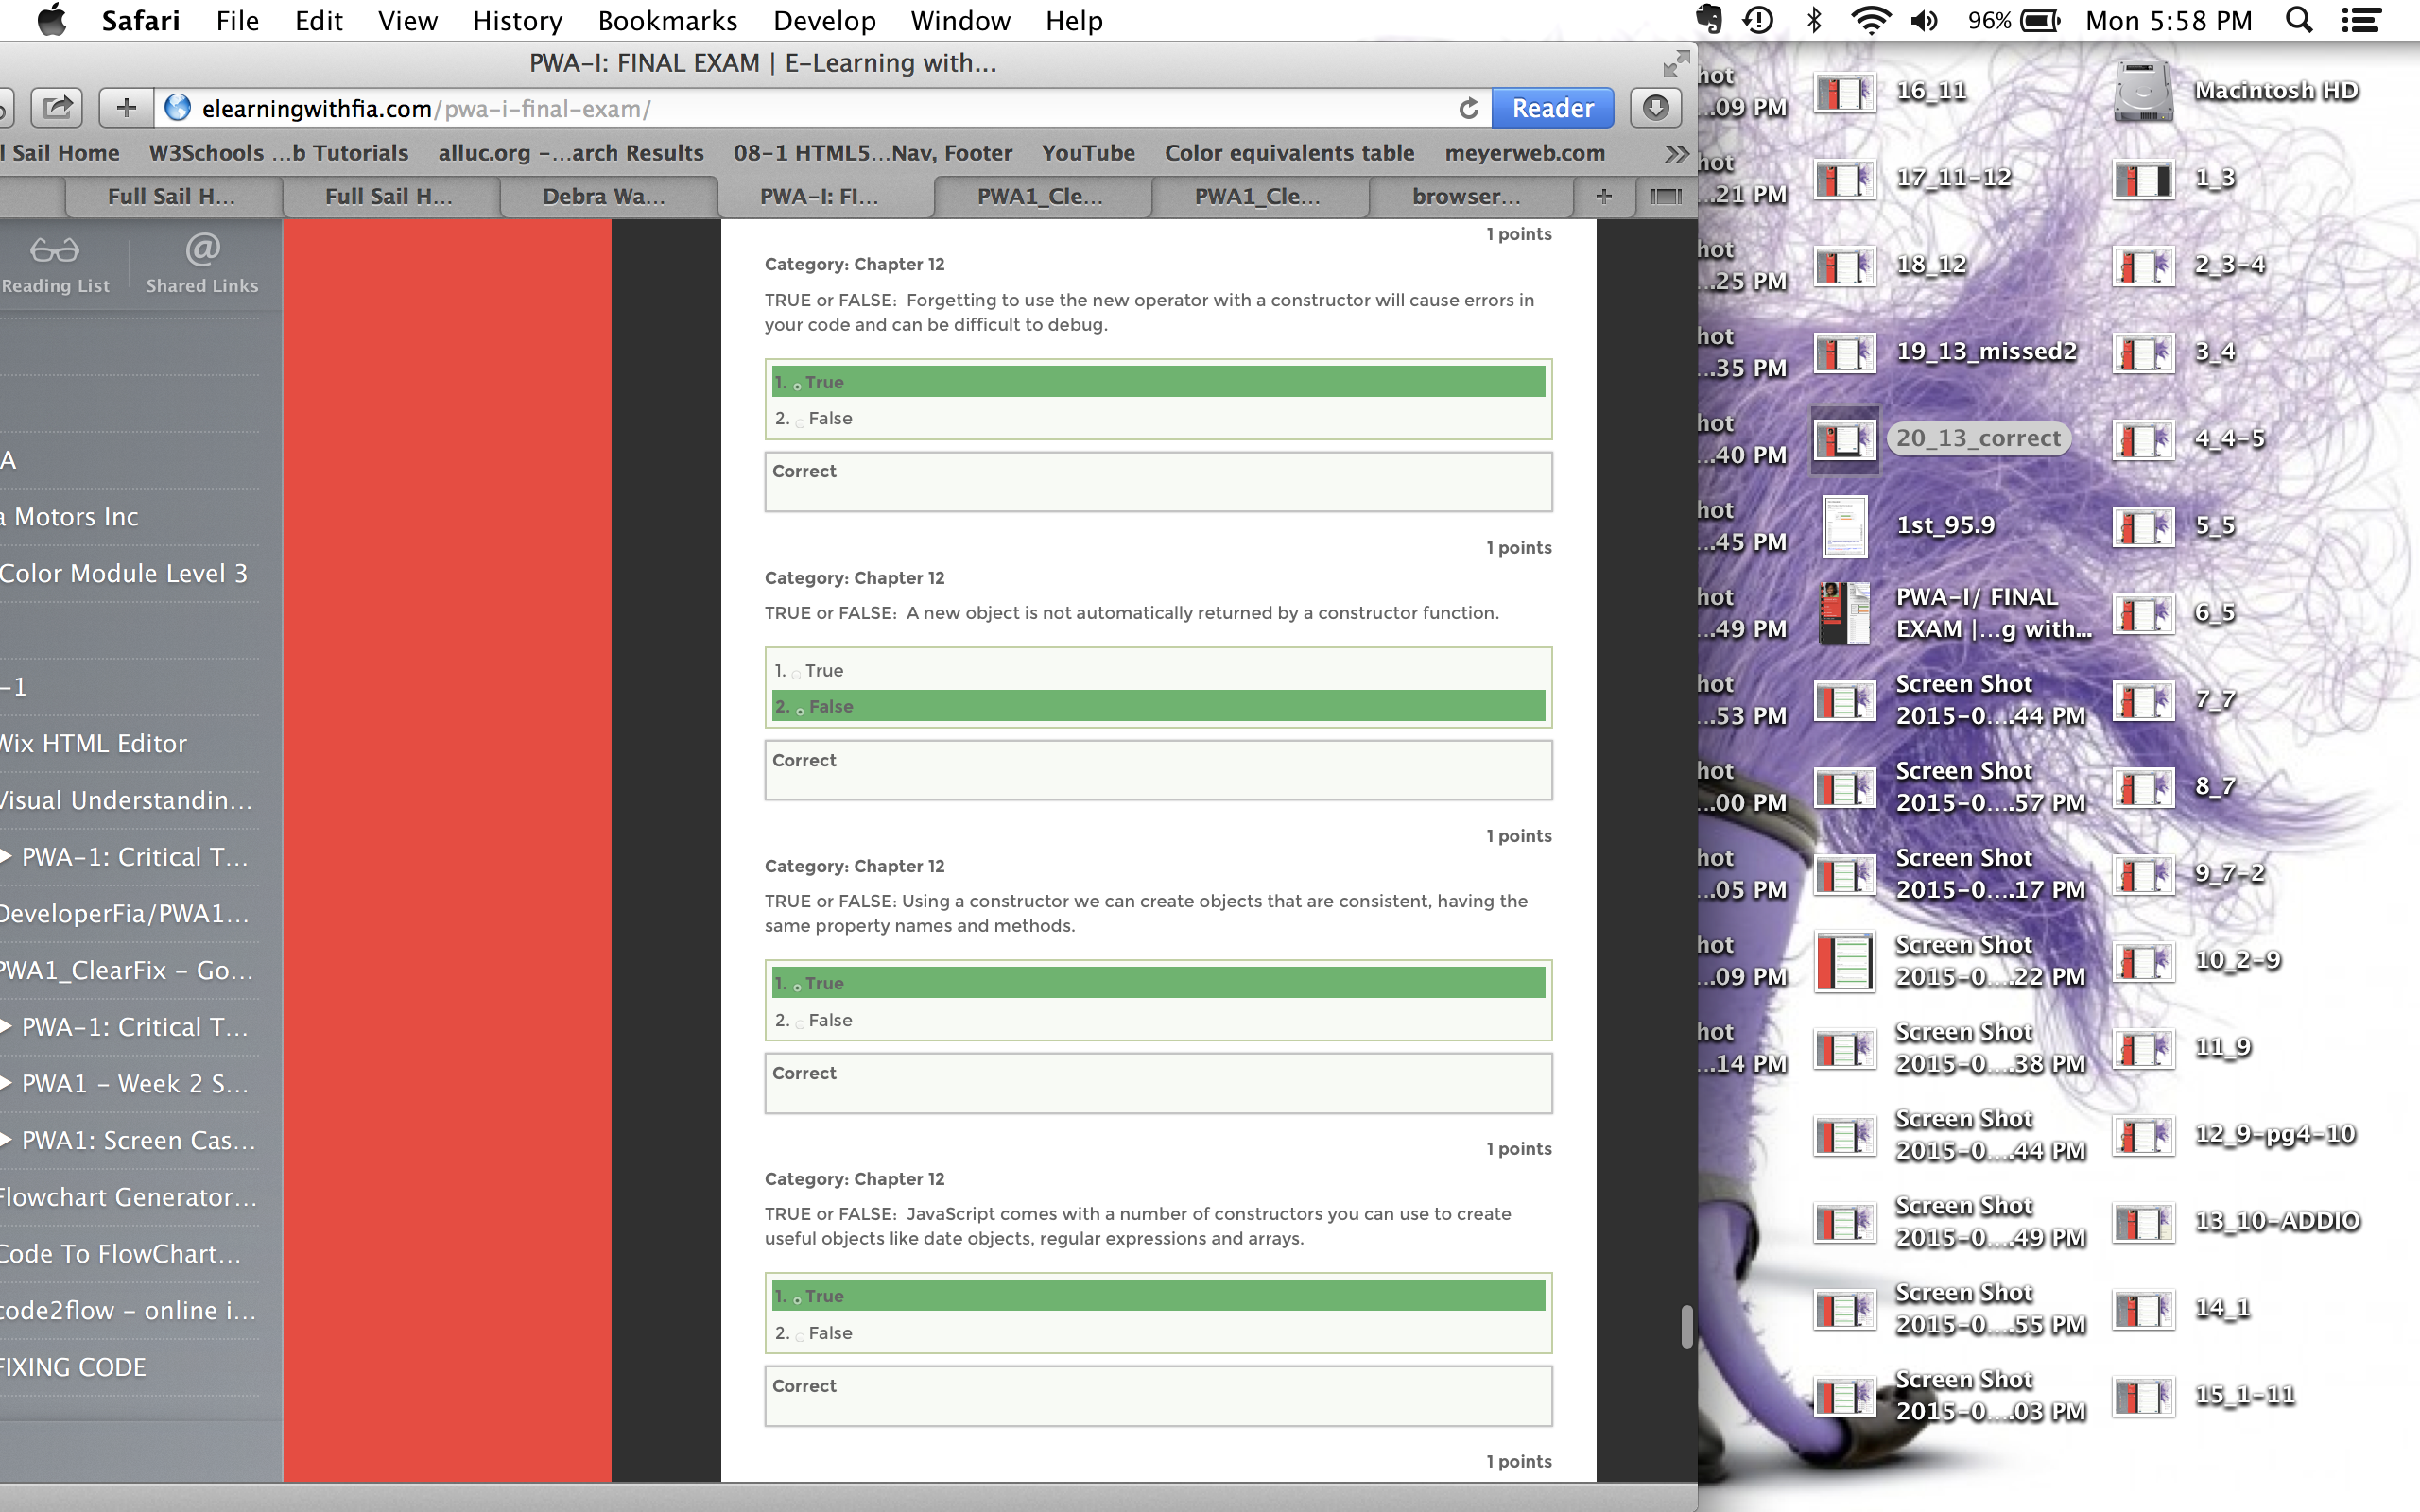 Safari File Edit View History Bookmarks Develop Window Help
96% Mon 5:58 PM
PWA-I: FINAL EXAM | E-Learning with...
elearningwithfia.com/pwa-i-final-exam/
Reader
l Sail Home W3Schools ...b Tutorials alluc.org -...arch Results 08-1 HTML5...Nav, Footer YouTube Color equivalents table meyerweb.com
Full Sail H... Full Sail H... Debra Wa... PWA-I: FI... PWA1_Cle... PWA1_Cle... browser...
Reading List
@
Shared Links
A
a Motors Inc
Color Module Level 3
-1
Wix HTML Editor
Visual Understandin...
PWA-1: Critical T...
DeveloperFia/PWA1...
PWA1_ClearFix - Go...
PWA-1: Critical T...
PWA1 - Week 2 S...
PWA1: Screen Cas...
Flowchart Generator...
Code To FlowChart...
code2flow - online i...
FIXING CODE
1 points
Category: Chapter 12
TRUE or FALSE: Forgetting to use the new operator with a constructor will cause errors in
your code and can be difficult to debug.
1. True
2. False
Correct
1 points
Category: Chapter 12
TRUE or FALSE: A new object is not automatically returned by a constructor function.
1. True
2. False
Correct
1 points
Category: Chapter 12
TRUE or FALSE: Using a constructor we can create objects that are consistent, having the
same property names and methods.
1. True
2. False
Correct
1 points
Category: Chapter 12
TRUE or FALSE: JavaScript comes with a number of constructors you can use to create
useful objects like date objects, regular expressions and arrays.
1. True
2. False
Correct
1 points
hot
...09 PM
hot
...21 PM
hot
...25 PM
hot
...35 PM
hot
...40 PM
hot
...45 PM
hot
...49 PM
hot
...53 PM
hot
...00 PM
hot
...05 PM
hot
...09 PM
hot
...14 PM
16_11
17_11-12
18_12
19_13_missed2
20_13_correct
1st_95.9
PWA-I/ FINAL
EXAM |...g with...
Screen Shot
2015-0....44 PM
Screen Shot
2015-0....57 PM
Screen Shot
2015-0....17 PM
Screen Shot
2015-0....22 PM
Screen Shot
2015-0....38 PM
Screen Shot
2015-0....44 PM
Screen Shot
2015-0....49 PM
Screen Shot
2015-0....55 PM
Screen Shot
2015-0....03 PM
Macintosh HD
1_3
2_3-4
3_4
4_4-5
5_5
6_5
7_7
8_7
9_7-2
10_2-9
11_9
12_9-pg4-10
13_10-ADDIO
14_1
15_1-11